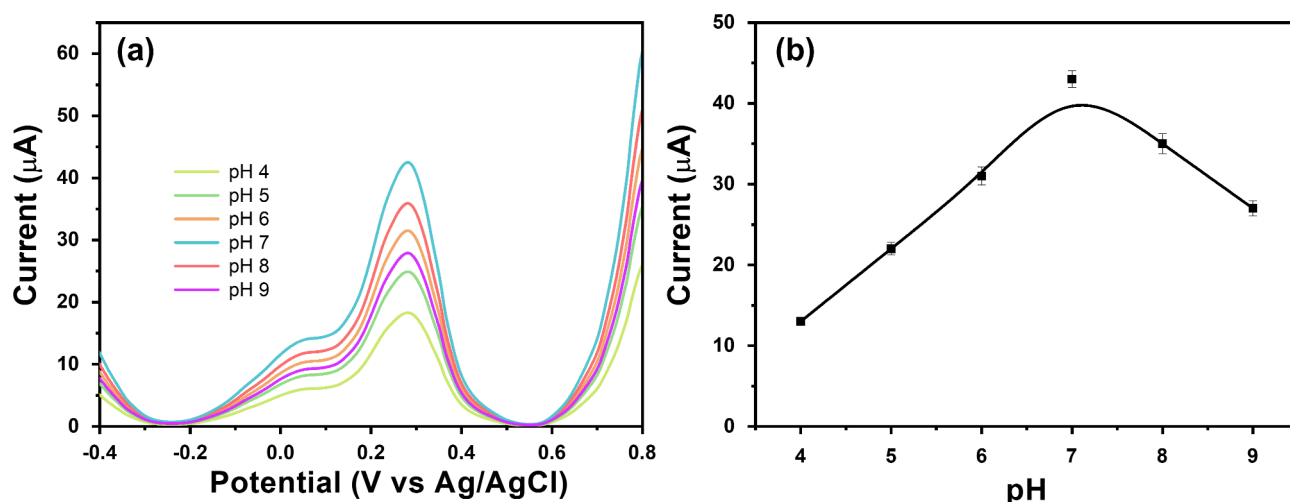 (a)
60
50
40
30
20
10
0
Current (μA)
pH 4
pH 5
pH 6
pH 7
pH 8
pH 9
-0.4 -0.2 0.0 0.2 0.4 0.6 0.8
Potential (V vs Ag/AgCl)
(b)
50
40
30
20
10
0
Current (μA)
4 5 6 7 8 9
pH